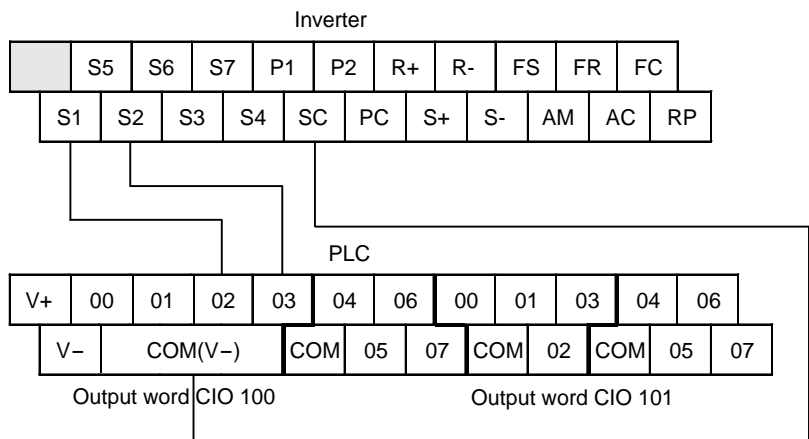 Inverter
S5 S6 S7 P1 P2 R+ R- FS FR FC
S1 S2 S3 S4 SC PC S+ S- AM AC RP
PLC
V+ 00 01 02 03 04 06 00 01 03 04 06
V− COM(V−) COM 05 07 COM 02 COM 05 07
Output word CIO 100 Output word CIO 101